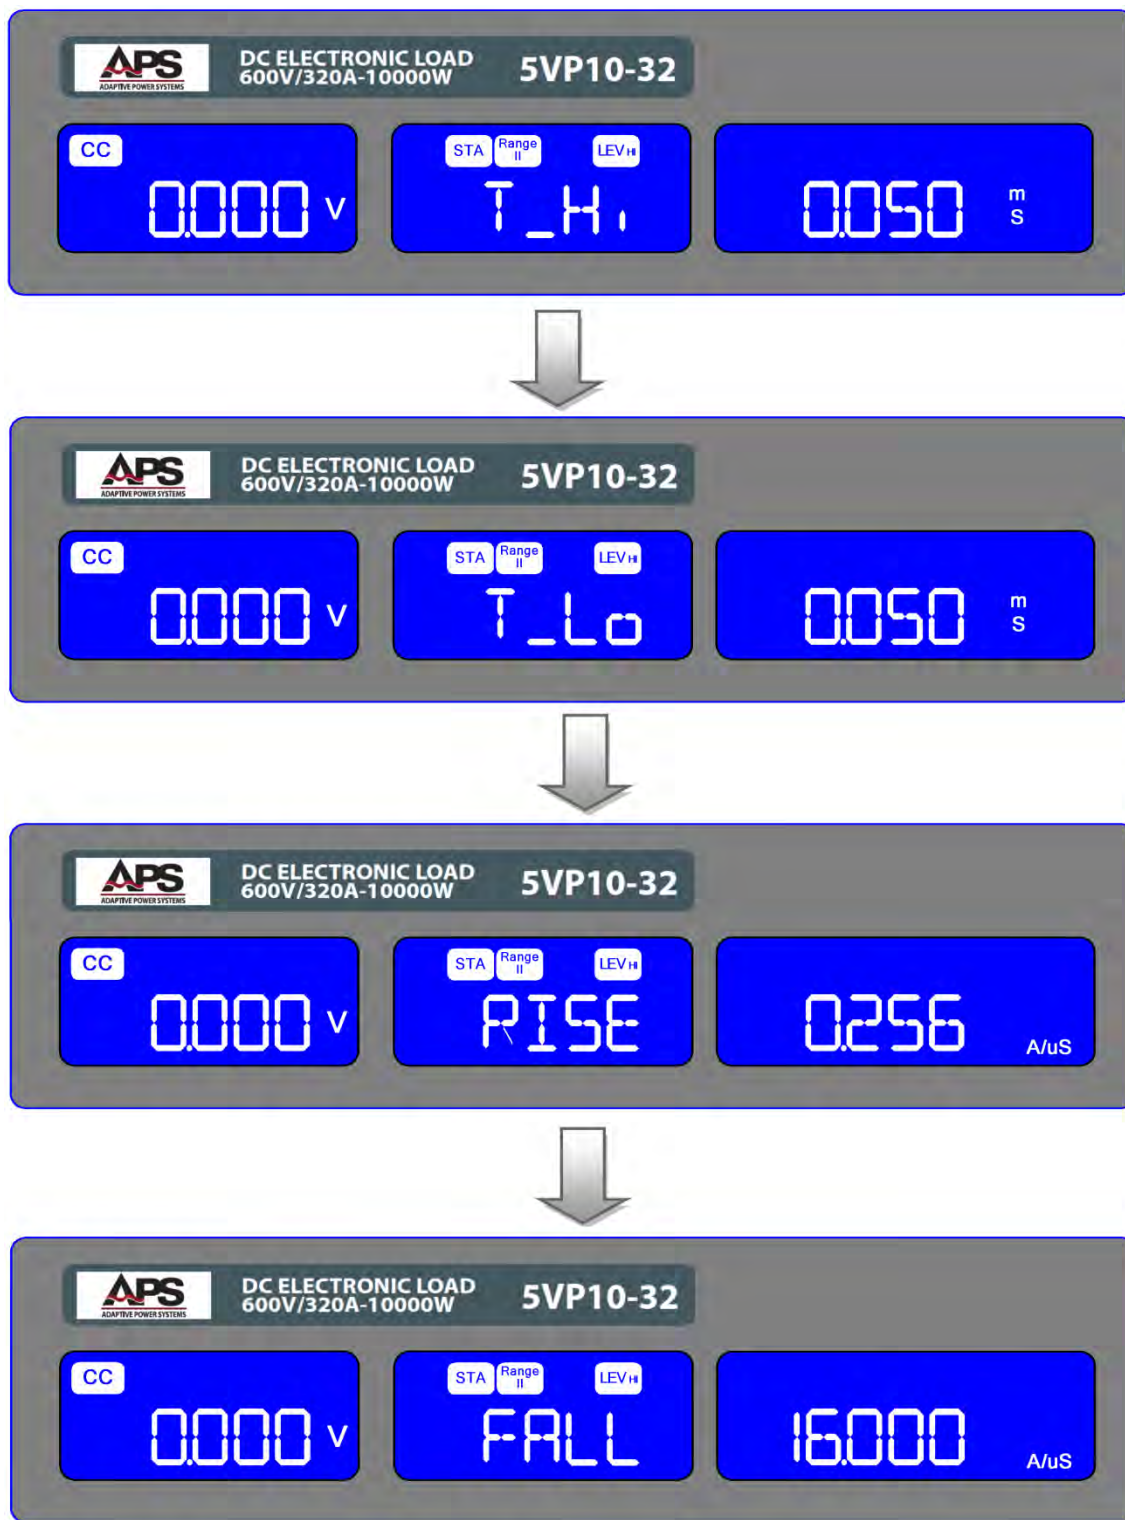 APS
ADAPTIVE POWER SYSTEMS
DC ELECTRONIC LOAD
600V/320A-10000W
5VP10-32
CC
0.000 V
STA Range II LEV HI
T_Hi
0.050 m S
APS
ADAPTIVE POWER SYSTEMS
DC ELECTRONIC LOAD
600V/320A-10000W
5VP10-32
CC
0.000 V
STA Range II LEV HI
T_Lo
0.050 m S
APS
ADAPTIVE POWER SYSTEMS
DC ELECTRONIC LOAD
600V/320A-10000W
5VP10-32
CC
0.000 V
STA Range II LEV HI
RISE
0.256 A/uS
APS
ADAPTIVE POWER SYSTEMS
DC ELECTRONIC LOAD
600V/320A-10000W
5VP10-32
CC
0.000 V
STA Range II LEV HI
FALL
16.000 A/uS